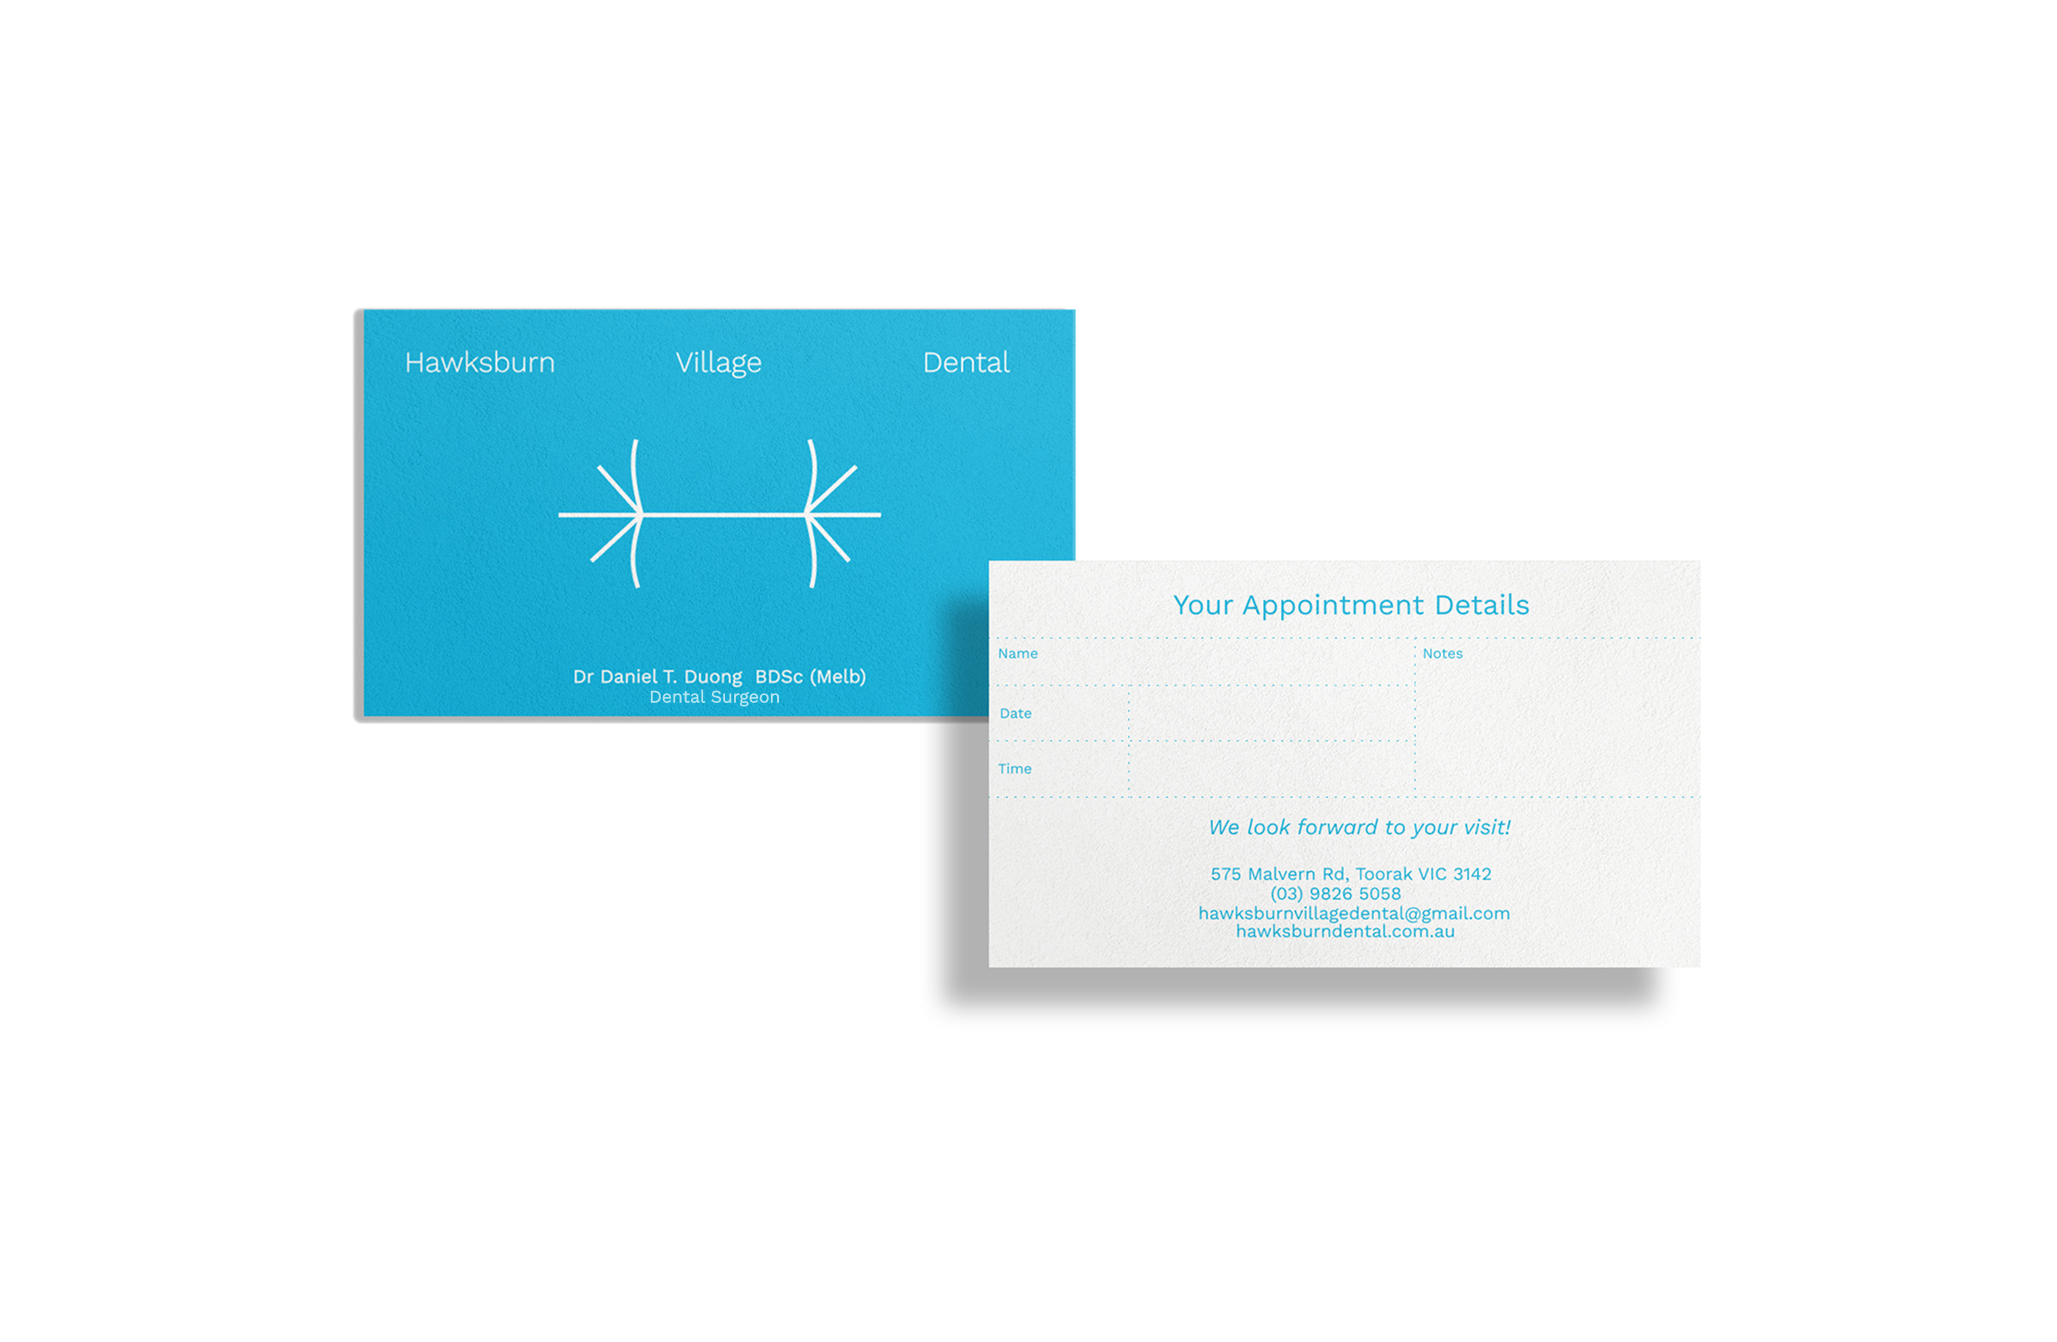 Hawksburn Village Dental
Dr Daniel T. Duong BDSc (Melb)
Dental Surgeon
Your Appointment Details
Name
Notes
Date
Time
We look forward to your visit!
575 Malvern Rd, Toorak VIC 3142
(03) 9826 5058
hawksburnvillagedental@gmail.com
hawksburndental.com.au